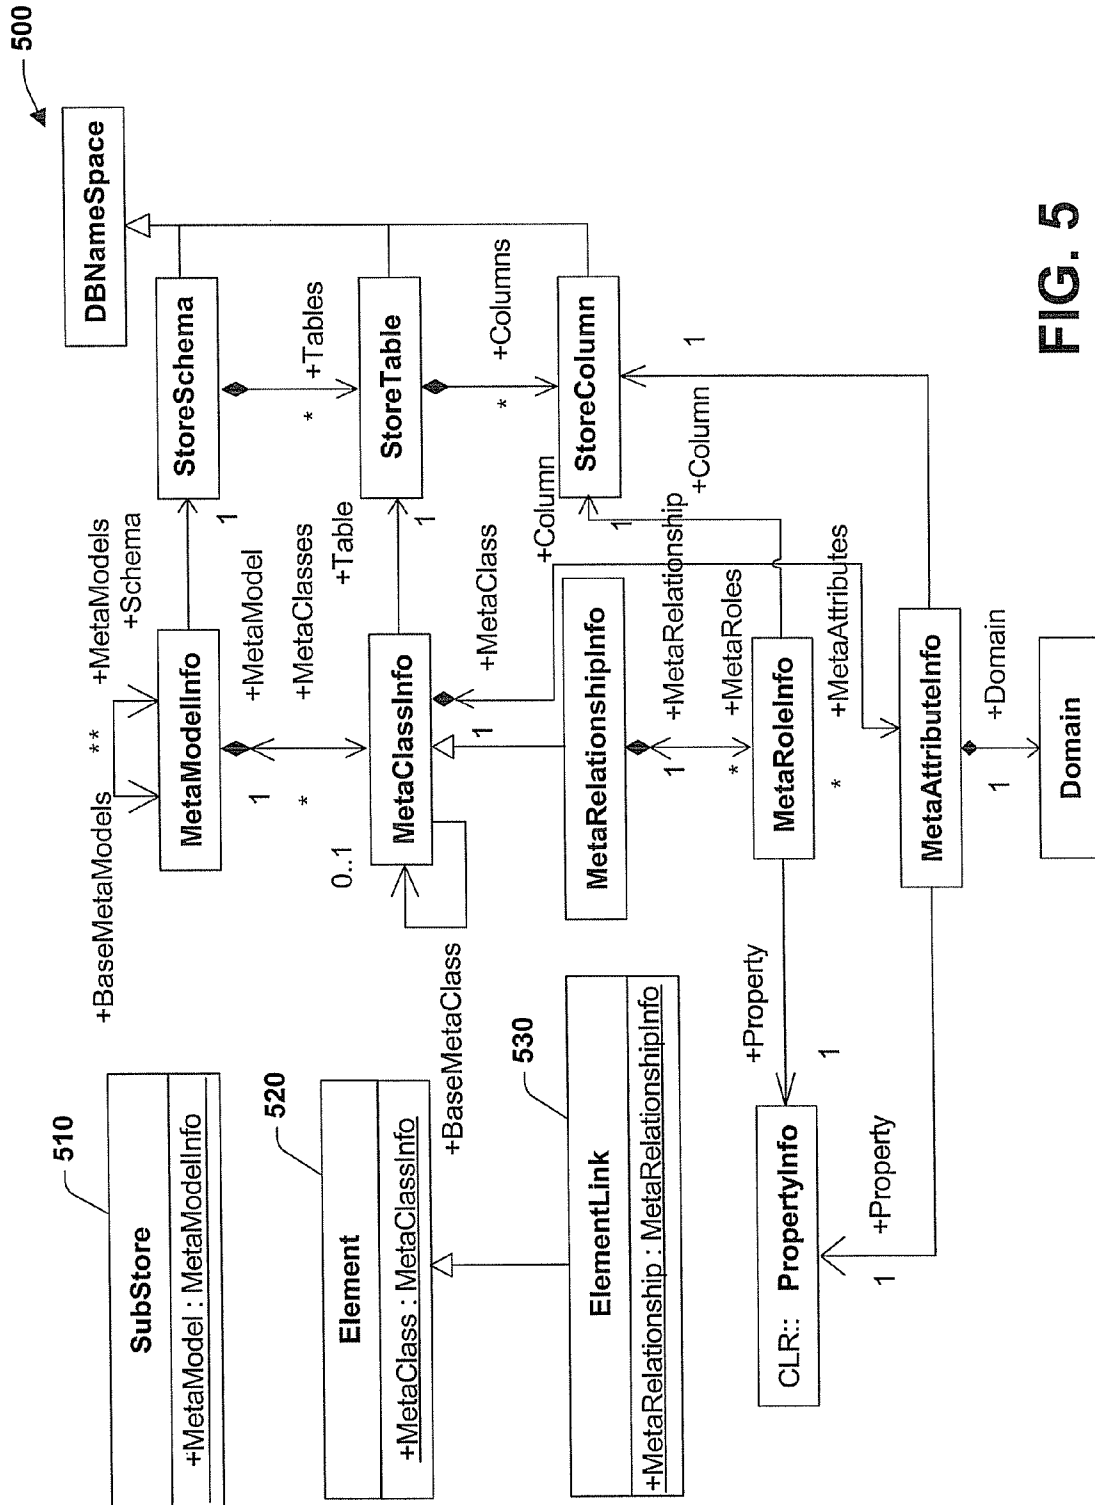 500
DBNameSpace
StoreSchema
+Tables
*
StoreTable
+Columns
*
StoreColumn
1
+Column
+MetaModels
+Schema
1
+BaseMetaModels
**
MetaModelInfo
+MetaModel
1
+MetaClasses
*
+Table
1
MetaClassInfo
0..1
+BaseMetaClass
+MetaClass
1
+Column
1
MetaRelationshipInfo
+MetaRelationship
1
+MetaRoles
*
MetaRoleInfo
+MetaAttributes
*
MetaAttributeInfo
+Domain
1
Domain
510
SubStore
+MetaModel : MetaModelInfo
520
Element
+MetaClass : MetaClassInfo
530
ElementLink
+MetaRelationship : MetaRelationshipInfo
+Property
1
CLR:: PropertyInfo
+Property
1
FIG. 5